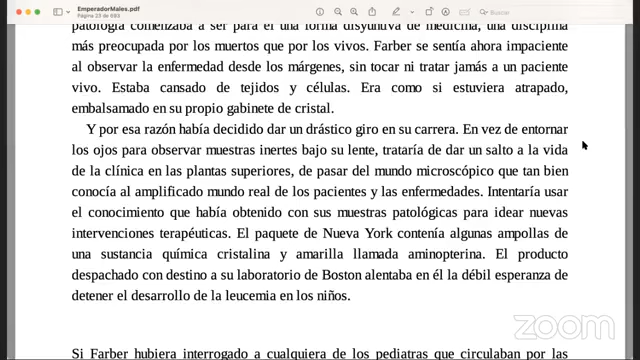 EmperadorMales.pdf
Página 23 de 693
Buscar
patología comenzaba a ser para él una forma disyuntiva de medicina, una disciplina
más preocupada por los muertos que por los vivos. Farber se sentía ahora impaciente
al observar la enfermedad desde los márgenes, sin tocar ni tratar jamás a un paciente
vivo. Estaba cansado de tejidos y células. Era como si estuviera atrapado,
embalsamado en su propio gabinete de cristal.
Y por esa razón había decidido dar un drástico giro en su carrera. En vez de entornar
los ojos para observar muestras inertes bajo su lente, trataría de dar un salto a la vida
de la clínica en las plantas superiores, de pasar del mundo microscópico que tan bien
conocía al amplificado mundo real de los pacientes y las enfermedades. Intentaría usar
el conocimiento que había obtenido con sus muestras patológicas para idear nuevas
intervenciones terapéuticas. El paquete de Nueva York contenía algunas ampollas de
una sustancia química cristalina y amarilla llamada aminopterina. El producto
despachado con destino a su laboratorio de Boston alentaba en él la débil esperanza de
detener el desarrollo de la leucemia en los niños.
zoom
Si Farber hubiera interrogado a cualquiera de los pediatras que circulaban por las